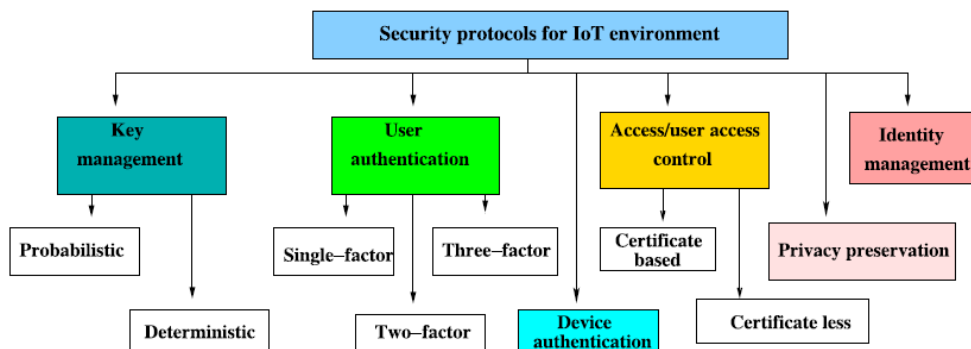 Security protocols for IoT environment
Key
management
User
authentication
Access/user access
control
Identity
management
Probabilistic
Single–factor
Three–factor
Certificate
based
Privacy preservation
Deterministic
Two–factor
Device
authentication
Certificate less